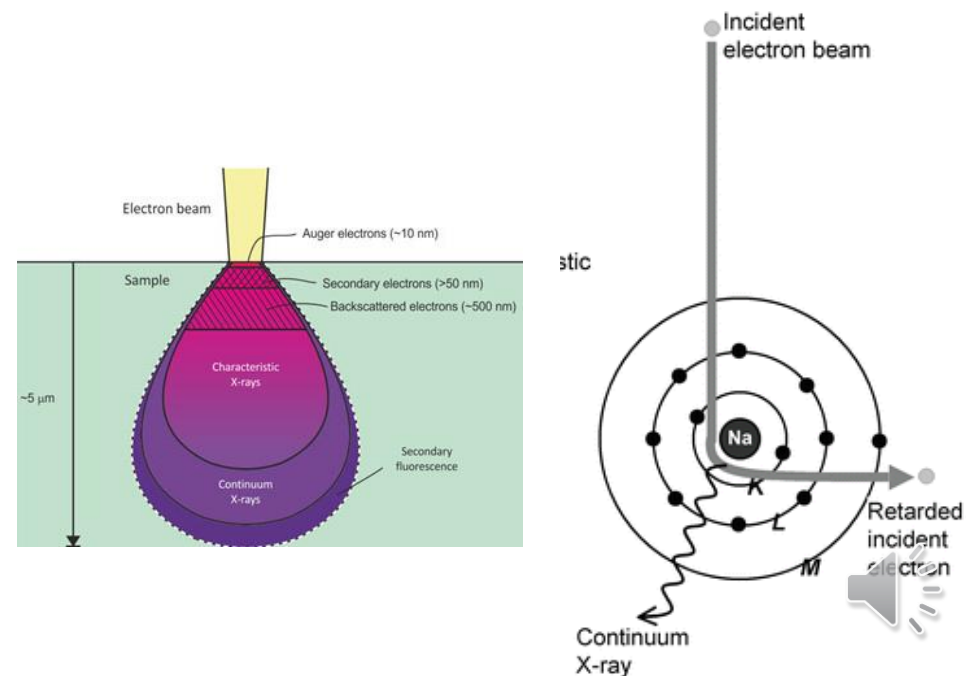 Electron beam
Auger electrons (~10 nm)
Sample
Secondary electrons (>50 nm)
Backscattered electrons (~500 nm)
Characteristic
X-rays
~5 μm
Secondary
fluorescence
Continuum
X-rays
Incident
electron beam
stic
Na
K
L
M
Retarded
incident
electron
Continuum
X-ray